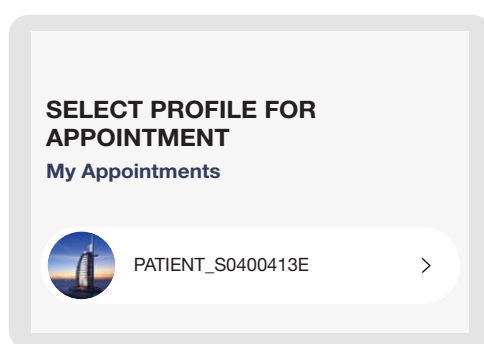 SELECT PROFILE FOR
APPOINTMENT
My Appointments
PATIENT_S0400413E